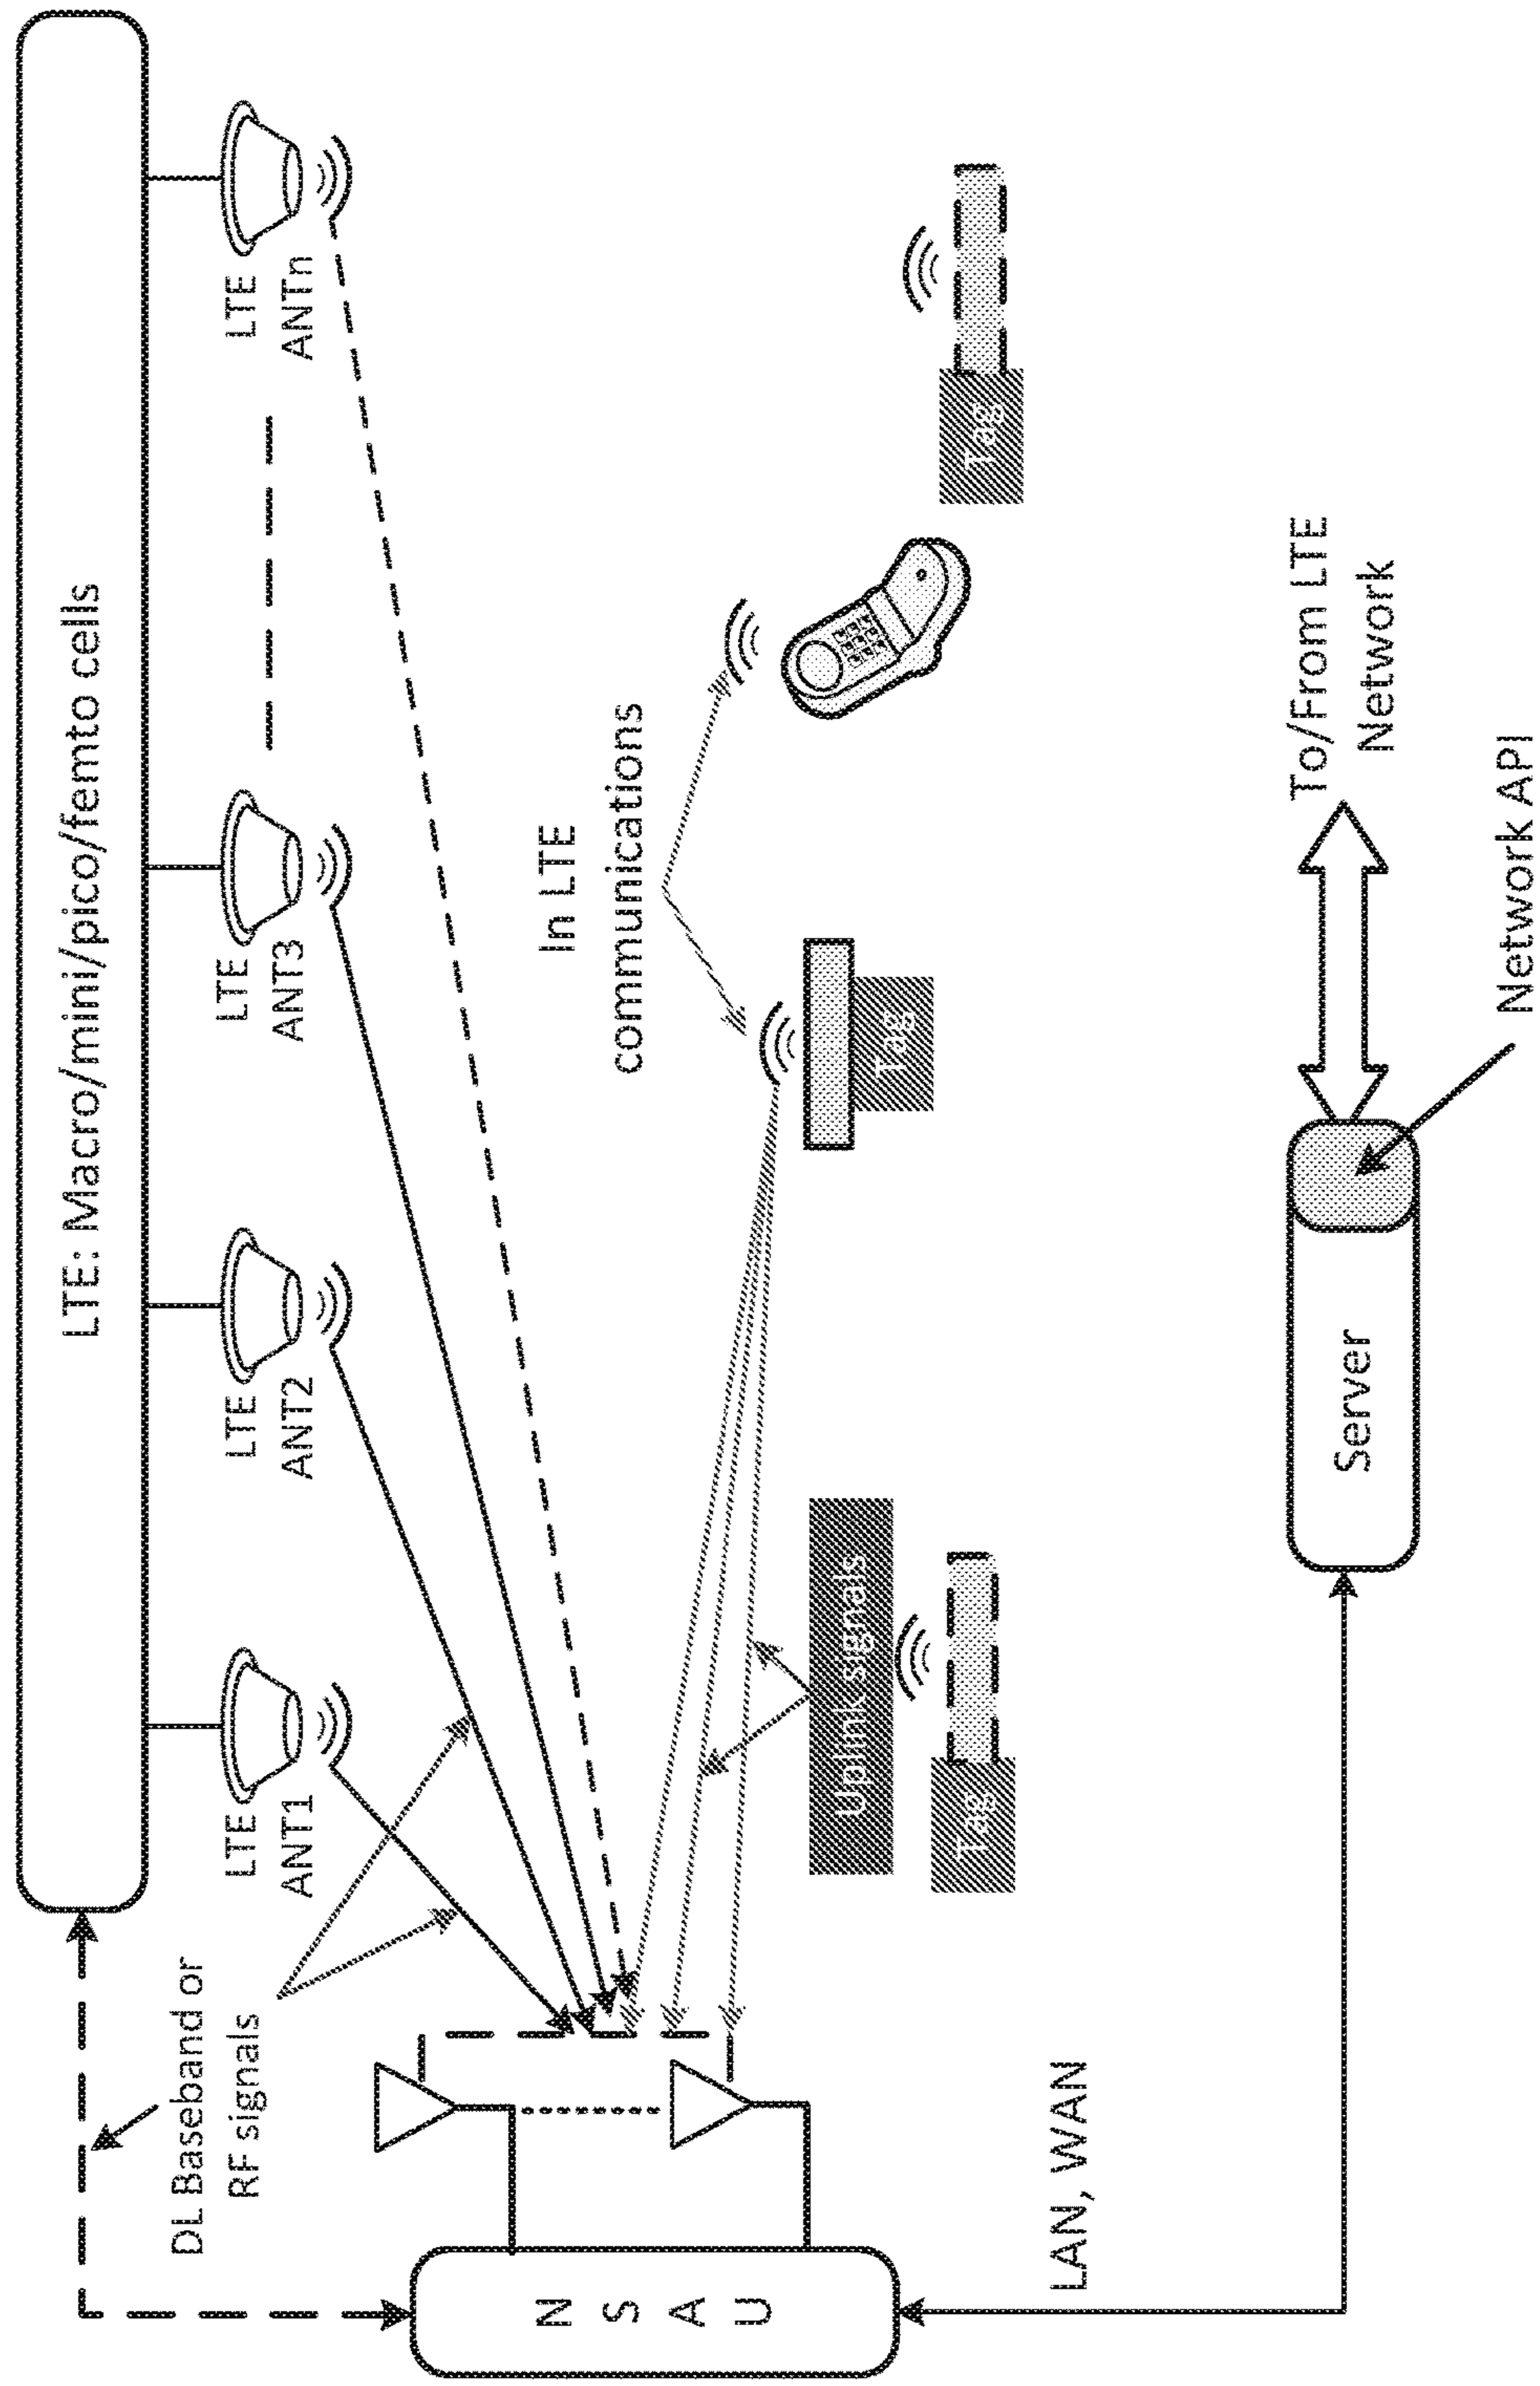 LTE: Macro/mini/pico/femto cells
DL Baseband or
RF signals
LTE
ANT1
LTE
ANT2
LTE
ANT3
LTE
ANTn
N
S
A
U
In LTE
communications
Uplink signals
Tag
Tag
Tag
LAN, WAN
Server
To/From LTE
Network
Network API